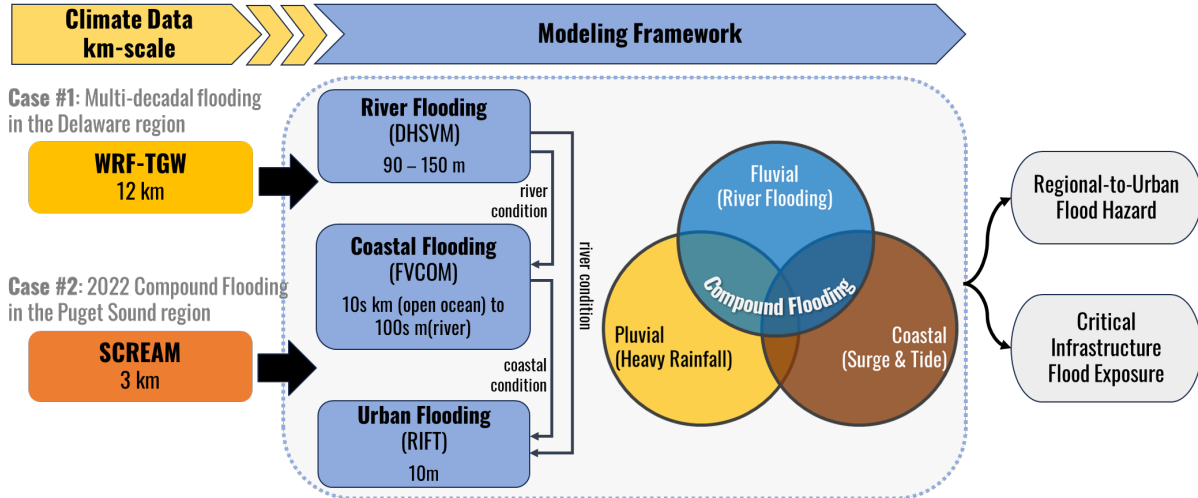 Climate Data
km-scale
Modeling Framework
Case #1: Multi-decadal flooding
in the Delaware region
WRF-TGW
12 km
Case #2: 2022 Compound Flooding
in the Puget Sound region
SCREAM
3 km
River Flooding
(DHSVM)
90 – 150 m
river
condition
Coastal Flooding
(FVCOM)
10s km (open ocean) to
100s m(river)
coastal
condition
river condition
Urban Flooding
(RIFT)
10m
Fluvial
(River Flooding)
Compound Flooding
Pluvial
(Heavy Rainfall)
Coastal
(Surge & Tide)
Regional-to-Urban
Flood Hazard
Critical
Infrastructure
Flood Exposure